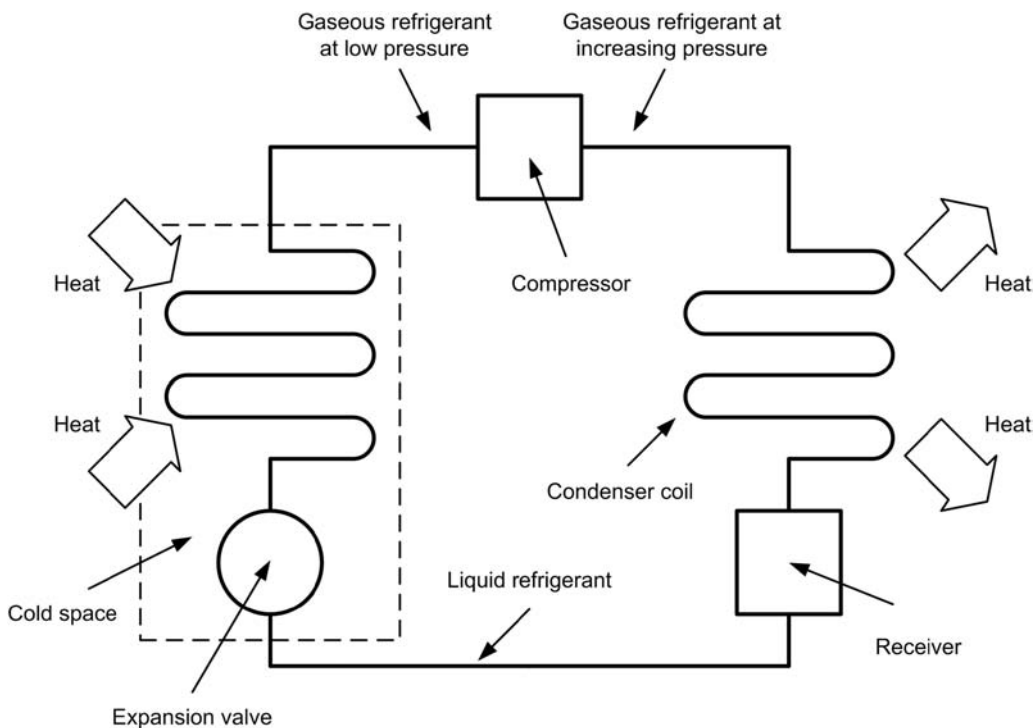 Gaseous refrigerant
at low pressure
Gaseous refrigerant at
increasing pressure
Heat
Compressor
Heat
Heat
Heat
Condenser coil
Liquid refrigerant
Cold space
Receiver
Expansion valve